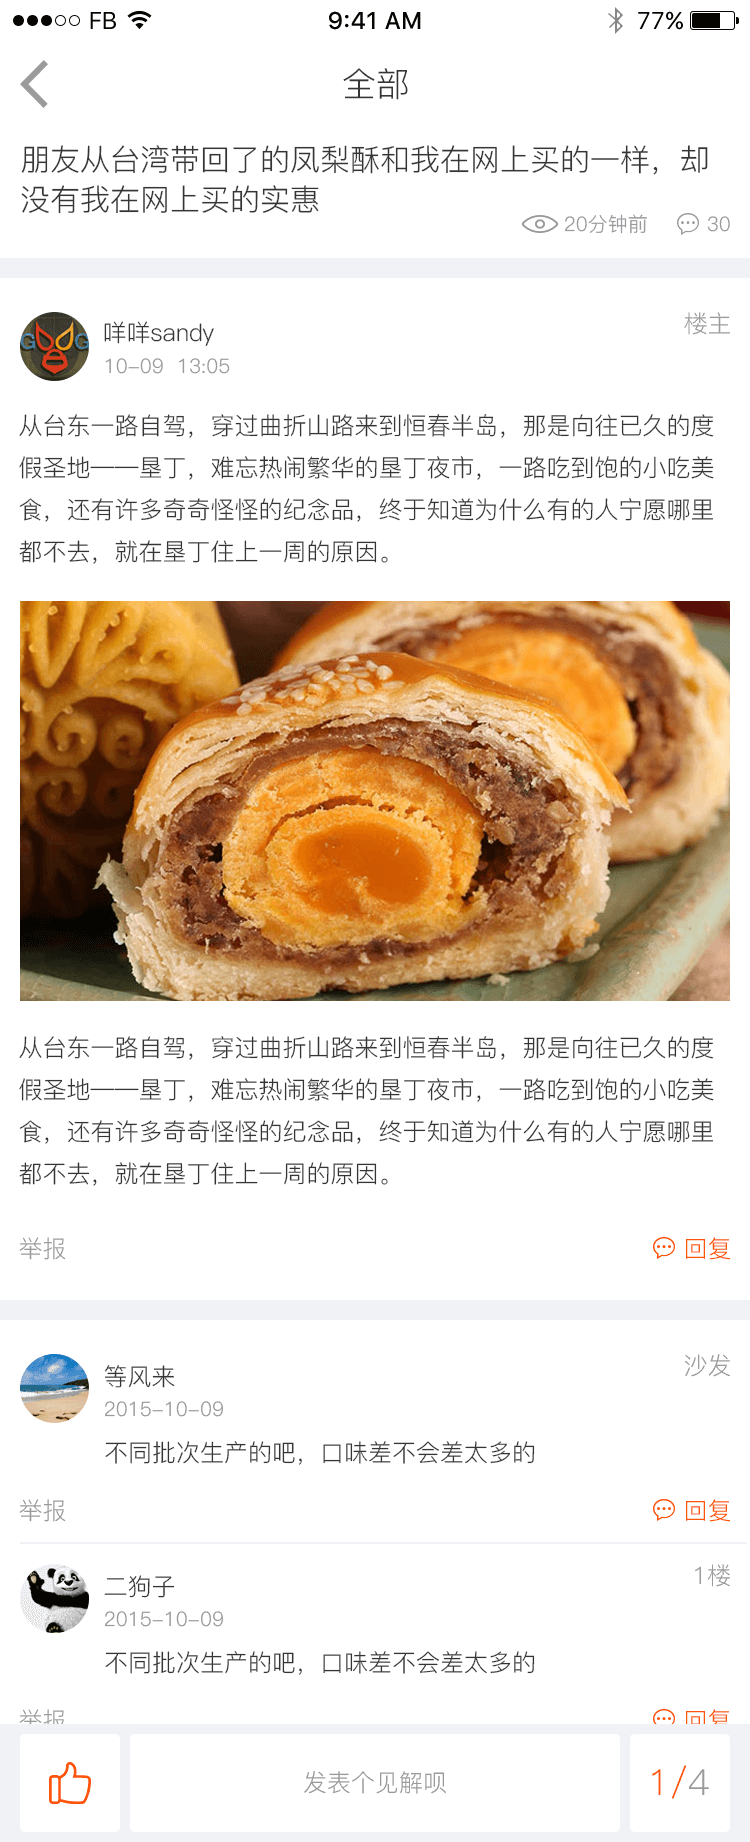 FB 9:41 AM 77%
全部
朋友从台湾带回了的凤梨酥和我在网上买的一样，却
没有我在网上买的实惠
20分钟前 30
咩咩sandy 楼主
10-09 13:05
从台东一路自驾，穿过曲折山路来到恒春半岛，那是向往已久的度
假圣地——垦丁，难忘热闹繁华的垦丁夜市，一路吃到饱的小吃美
食，还有许多奇奇怪怪的纪念品，终于知道为什么有的人宁愿哪里
都不去，就在垦丁住上一周的原因。
从台东一路自驾，穿过曲折山路来到恒春半岛，那是向往已久的度
假圣地——垦丁，难忘热闹繁华的垦丁夜市，一路吃到饱的小吃美
食，还有许多奇奇怪怪的纪念品，终于知道为什么有的人宁愿哪里
都不去，就在垦丁住上一周的原因。
举报 回复
等风来 沙发
2015-10-09
不同批次生产的吧，口味差不会差太多的
举报 回复
二狗子 1楼
2015-10-09
不同批次生产的吧，口味差不会差太多的
举报 回复
发表个见解呗 1/4